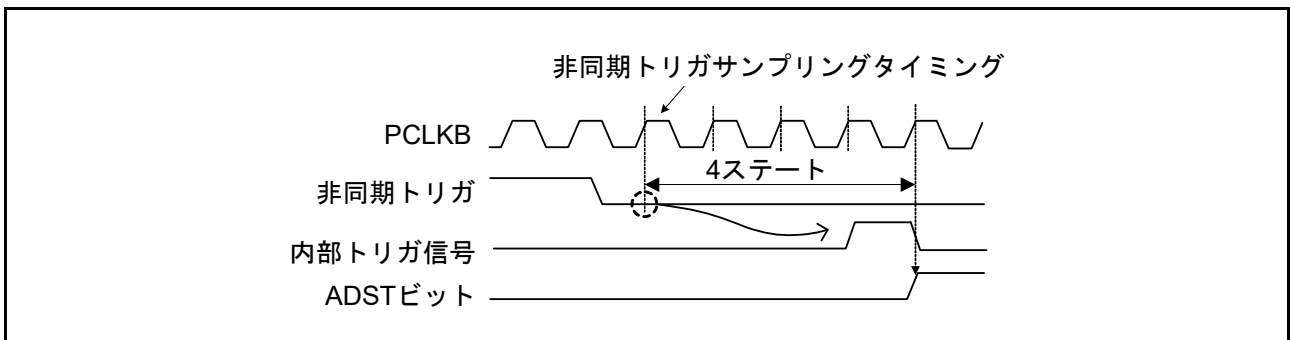 非同期トリガサンプリングタイミング
PCLKB
4ステート
非同期トリガ
内部トリガ信号
ADSTビット